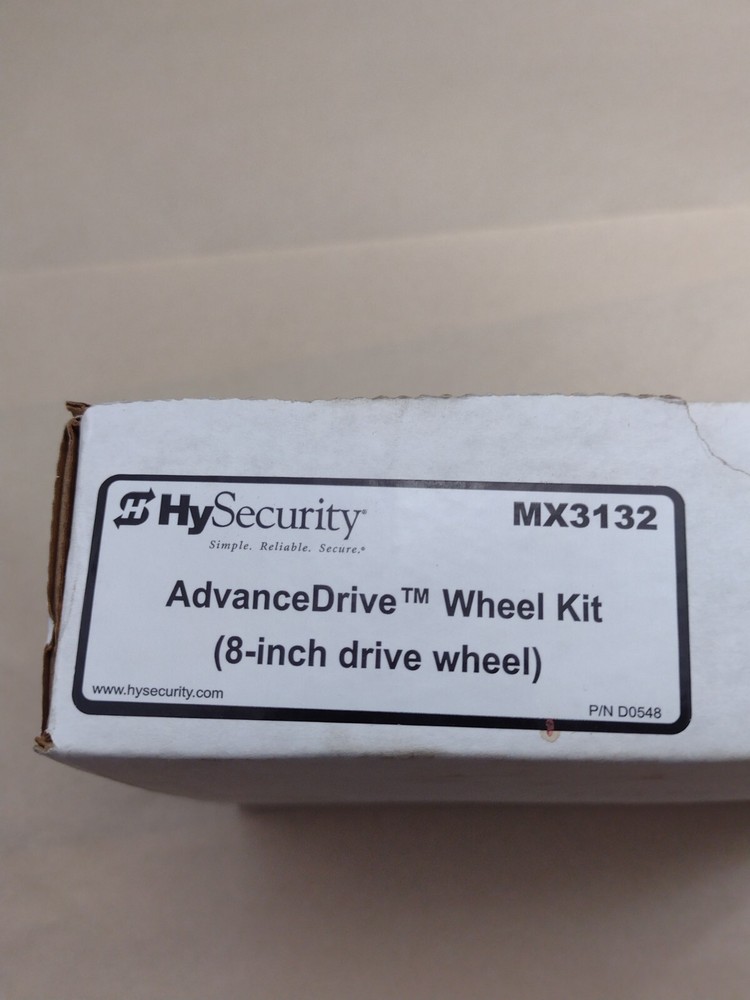 HySecurity® MX3132
Simple. Reliable. Secure.®
AdvanceDrive™ Wheel Kit
(8-inch drive wheel)
www.hysecurity.com
P/N D0548